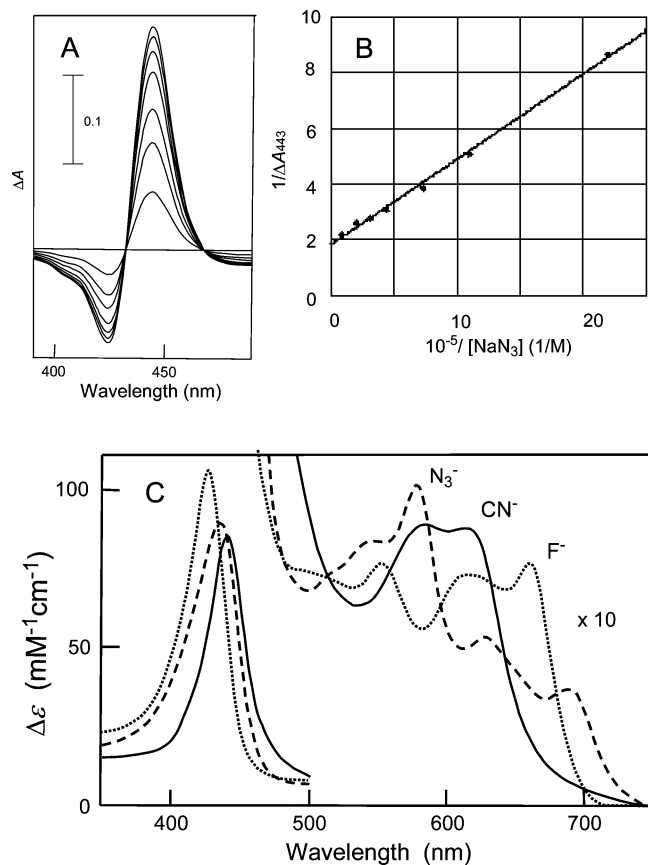 A
0.1
ΔA
400 450
Wavelength (nm)
B
10
8
6
4
2
0
1/ΔA443
0 10 20
10-5/ [NaN3] (1/M)
C
N3-
CN-
F-
x 10
100
50
0
Δε (mM-1cm-1)
400 500 600 700
Wavelength (nm)